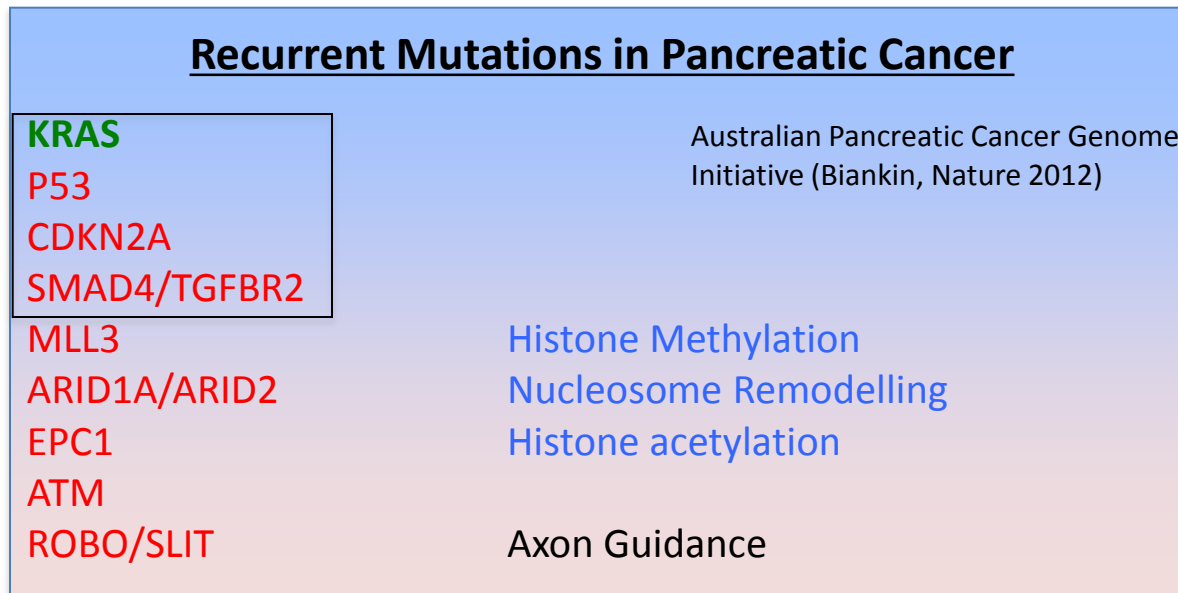 Recurrent Mutations in Pancreatic Cancer
KRAS
Australian Pancreatic Cancer Genome
Initiative (Biankin, Nature 2012)
P53
CDKN2A
SMAD4/TGFBR2
MLL3 Histone Methylation
ARID1A/ARID2 Nucleosome Remodelling
EPC1 Histone acetylation
ATM
ROBO/SLIT Axon Guidance